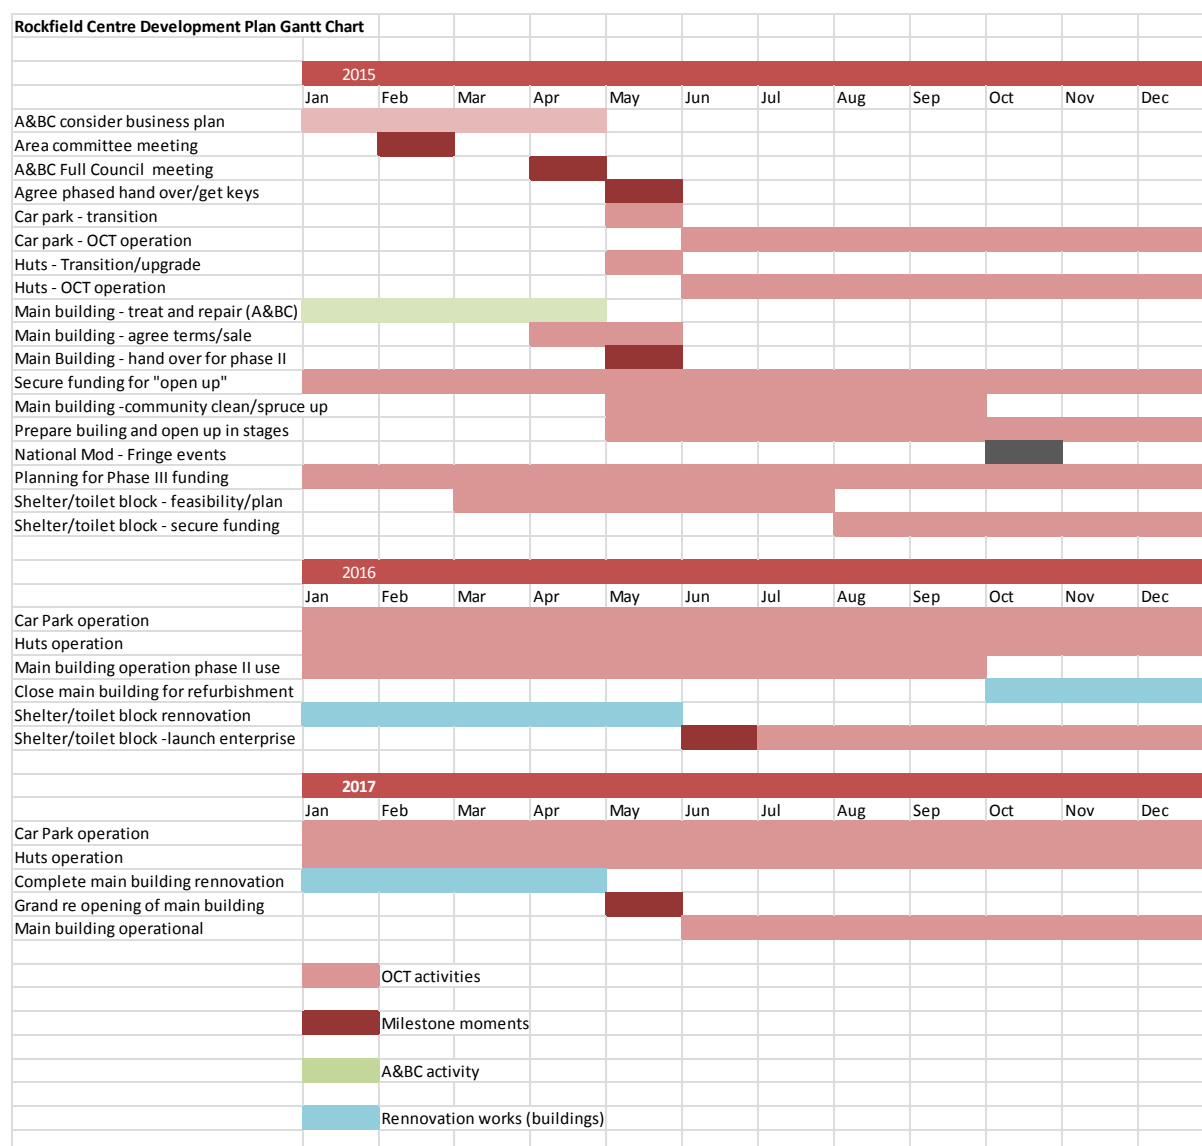 Rockfield Centre Development Plan Gantt Chart
2015
Jan Feb Mar Apr May Jun Jul Aug Sep Oct Nov Dec
A&BC consider business plan
Area committee meeting
A&BC Full Council  meeting
Agree phased hand over/get keys
Car park - transition
Car park - OCT operation
Huts - Transition/upgrade
Huts - OCT operation
Main building - treat and repair (A&BC)
Main building - agree terms/sale
Main Building - hand over for phase II
Secure funding for "open up"
Main building -community clean/spruce up
Prepare builing and open up in stages
National Mod - Fringe events
Planning for Phase III funding
Shelter/toilet block - feasibility/plan
Shelter/toilet block - secure funding
2016
Jan Feb Mar Apr May Jun Jul Aug Sep Oct Nov Dec
Car Park operation
Huts operation
Main building operation phase II use
Close main building for refurbishment
Shelter/toilet block rennovation
Shelter/toilet block -launch enterprise
2017
Jan Feb Mar Apr May Jun Jul Aug Sep Oct Nov Dec
Car Park operation
Huts operation
Complete main building rennovation
Grand re opening of main building
Main building operational
OCT activities
Milestone moments
A&BC activity
Rennovation works (buildings)